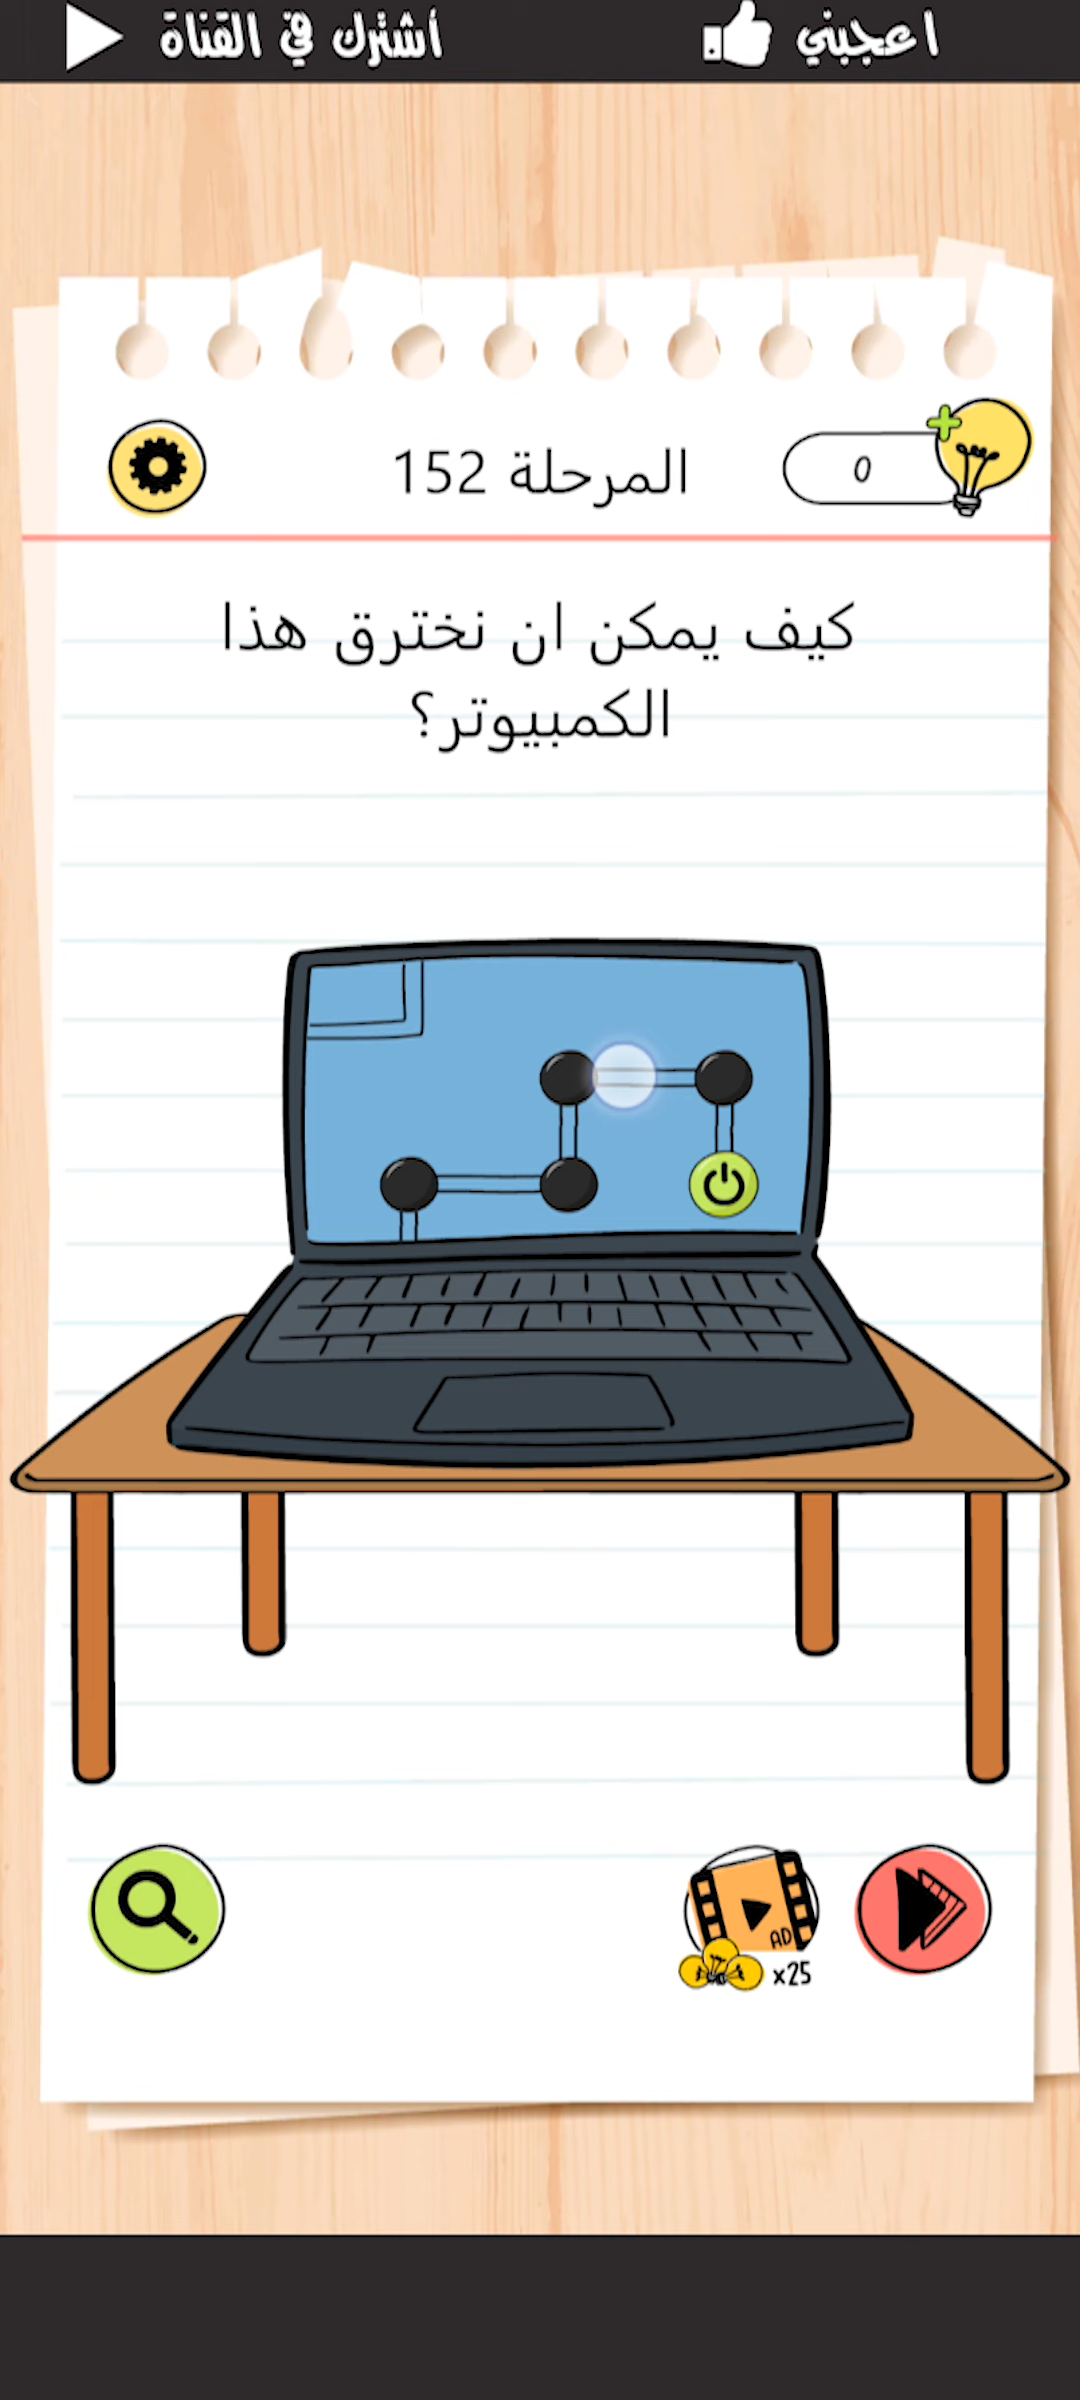 أشترك في القناة
اعجبني
المرحلة 152
0
كيف يمكن ان نخترق هذا
الكمبيوتر؟
AD
x25